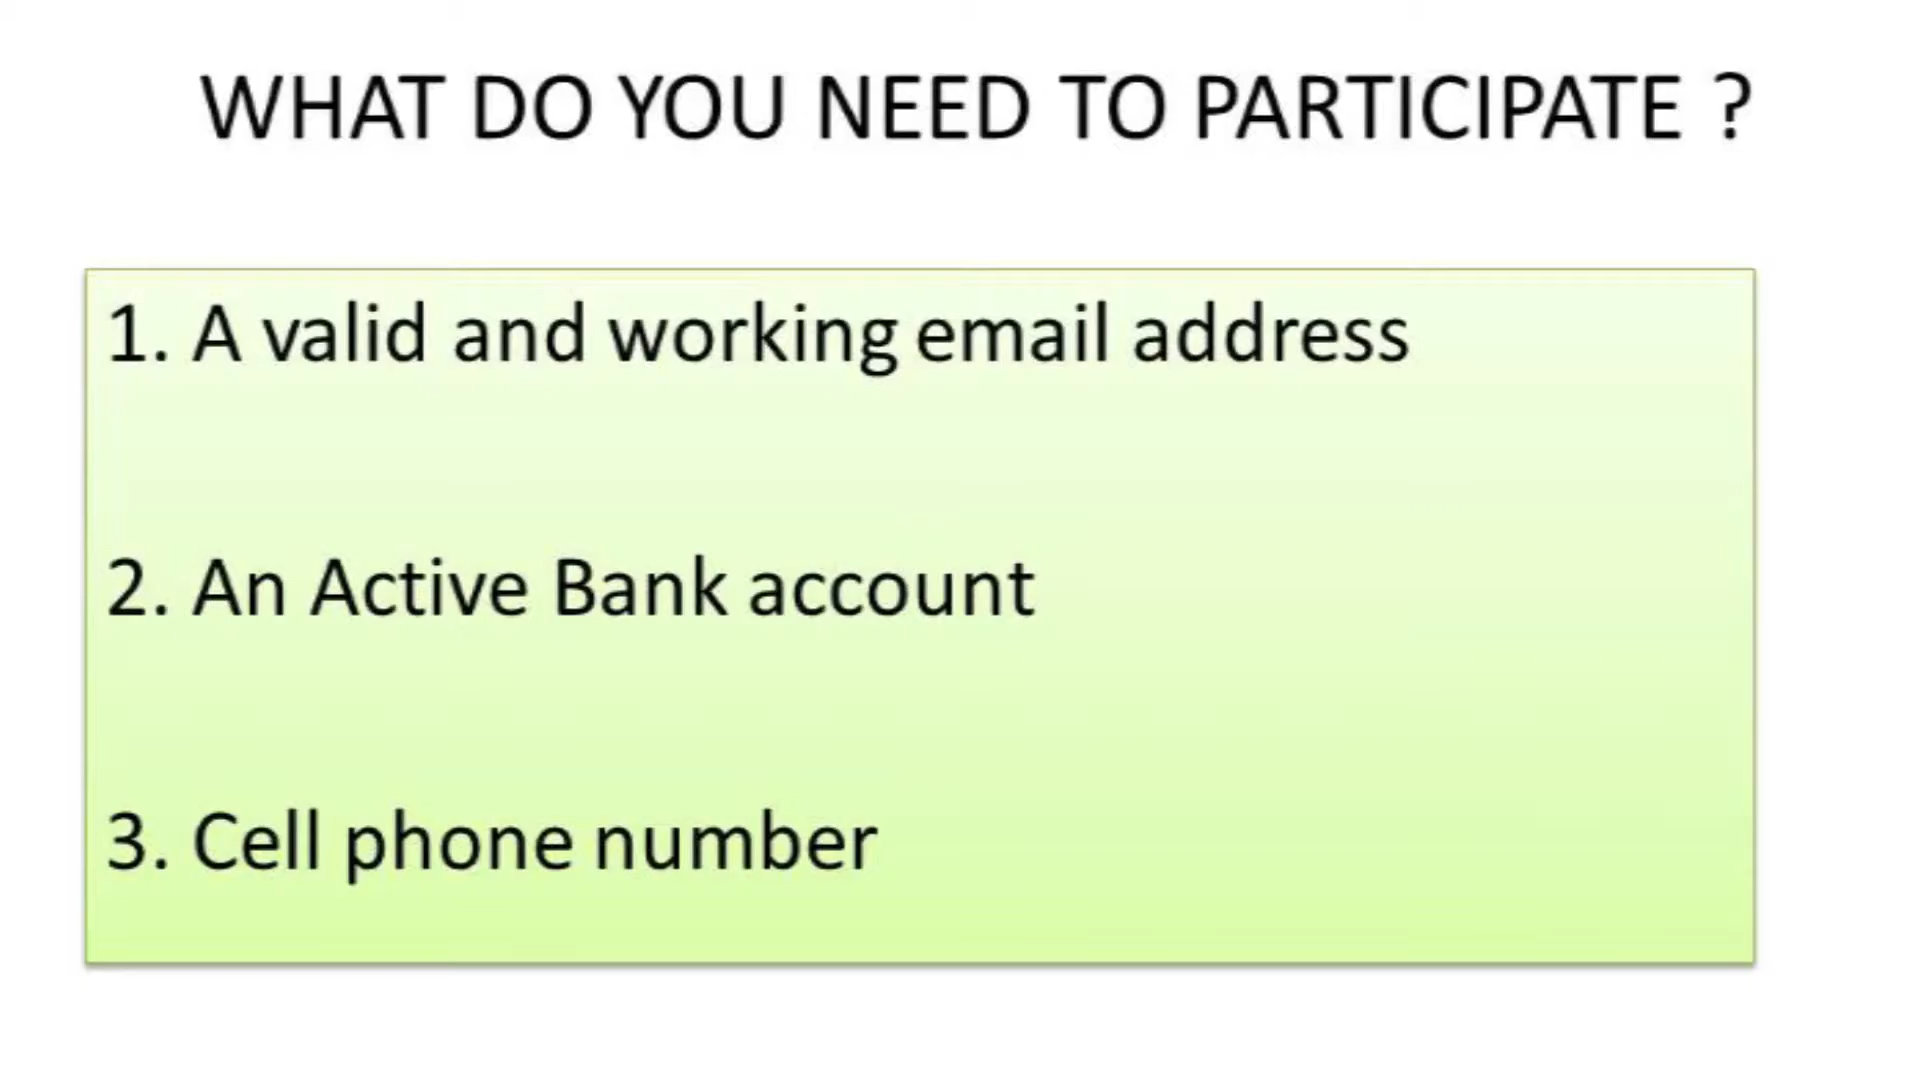 WHAT DO YOU NEED TO PARTICIPATE ?
1. A valid and working email address
2. An Active Bank account
3. Cell phone number